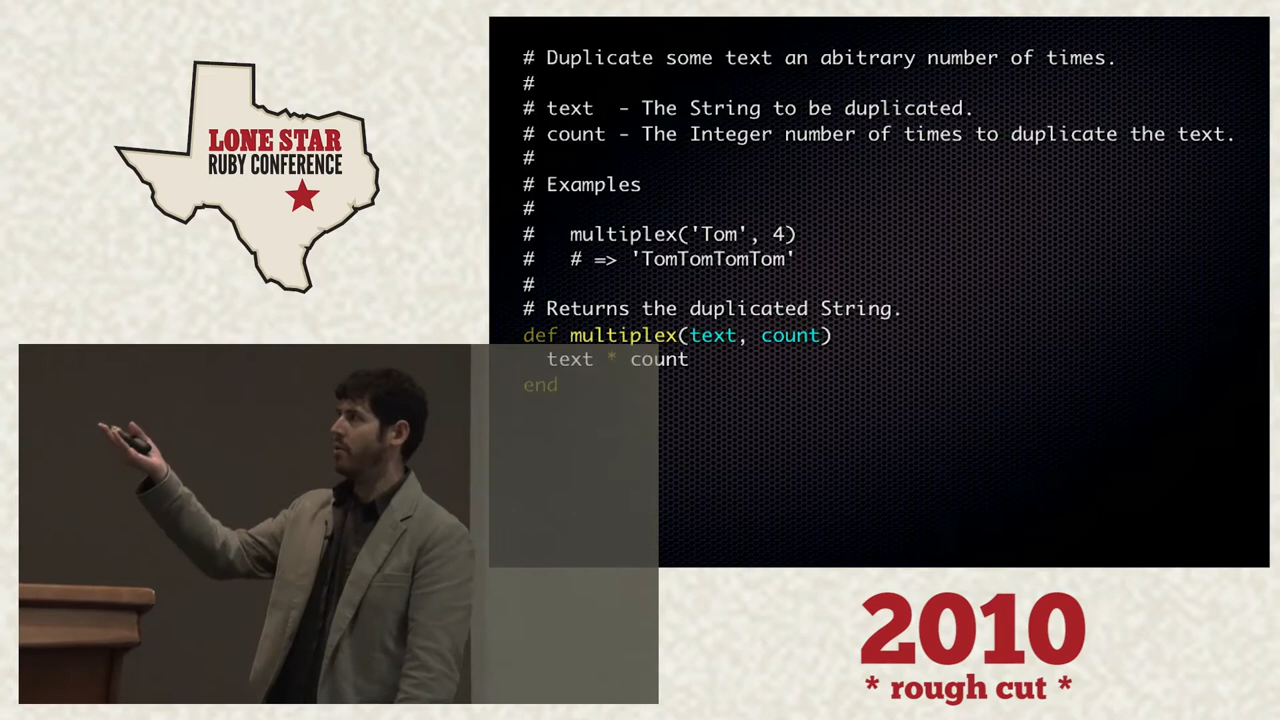 LONE STAR
RUBY CONFERENCE
# Duplicate some text an abitrary number of times.
#
# text  - The String to be duplicated.
# count - The Integer number of times to duplicate the text.
#
# Examples
#
#   multiplex('Tom', 4)
#   # => 'TomTomTomTom'
#
# Returns the duplicated String.
def multiplex(text, count)
  text * count
end
2010
* rough cut *